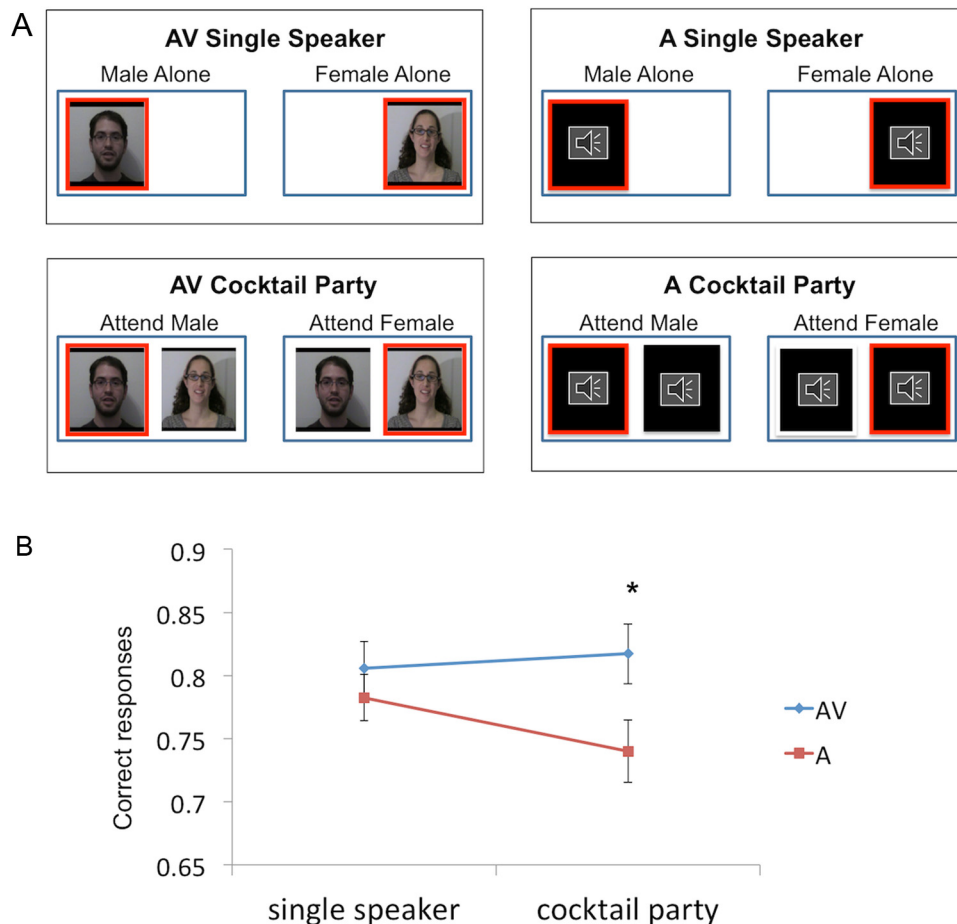 A
AV Single Speaker
Male Alone
Female Alone
A Single Speaker
Male Alone
Female Alone
AV Cocktail Party
Attend Male
Attend Female
A Cocktail Party
Attend Male
Attend Female
B
Correct responses
0.9
0.85
0.8
0.75
0.7
0.65
*
AV
A
single speaker
cocktail party